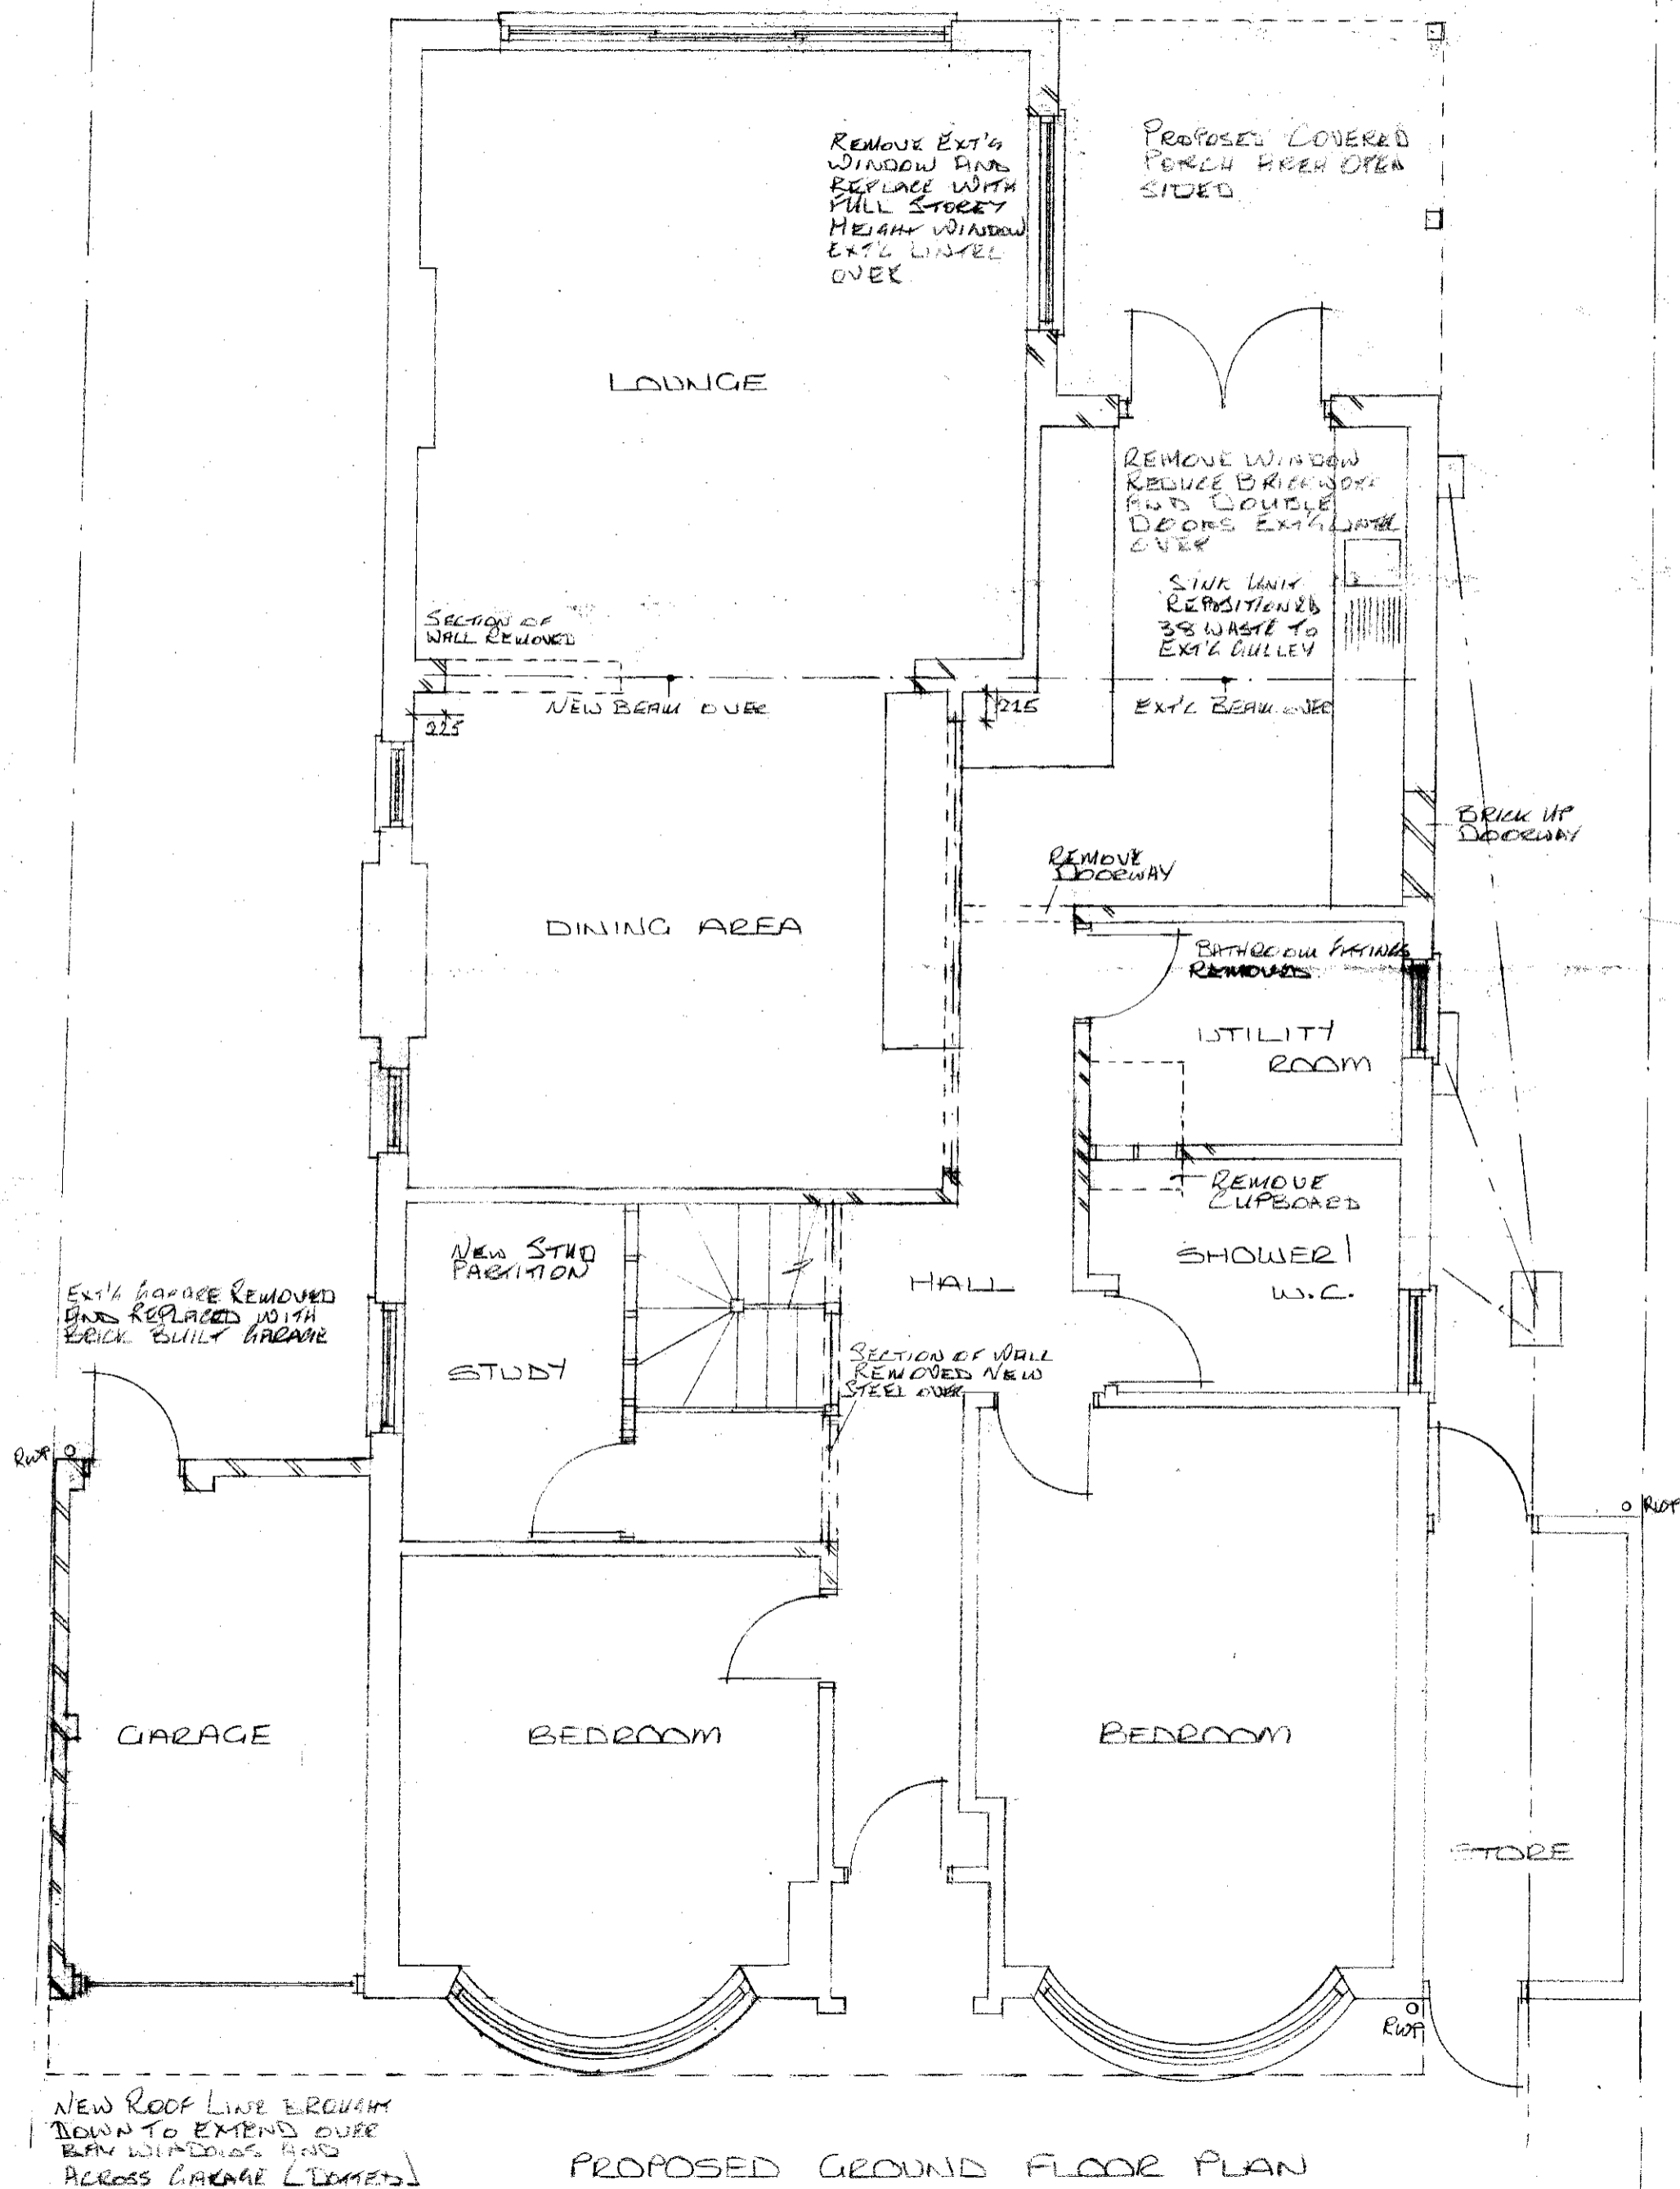 REMOVE EXT'G
WINDOW AND
REPLACE WITH
FULL STOREY
HEIGHT WINDOW
EXT'G LINTEL
OVER
PROPOSED COVERED
PORCH AREA OPEN
SIDED
LOUNGE
REMOVE WINDOW
REDUCE BRICKWORK
AND DOUBLE
DOORS EXT'G LINTEL
OVER
SINK UNIT
REPOSITIONED
38 WASTE TO
EXT'G GULLEY
SECTION OF
WALL REMOVED
NEW BEAM OVER
225
215
EXT'G BEAM OVER
BRICK UP
DOORWAY
REMOVE
DOORWAY
DINING AREA
BATHROOM FITTINGS
REMOVED
UTILITY
ROOM
REMOVE
CUPBOARD
NEW STUD
PARTITION
SHOWER/
W.C.
HALL
EXT'G GARAGE REMOVED
AND REPLACED WITH
BRICK BUILT GARAGE
STUDY
SECTION OF WALL
REMOVED NEW
STEEL OVER
RWP
RWP
GARAGE
BEDROOM
BEDROOM
STORE
RWP
NEW ROOF LINE BROUGHT
DOWN TO EXTEND OVER
BAY WINDOWS AND
ACROSS GARAGE (DOTTED)
PROPOSED GROUND FLOOR PLAN